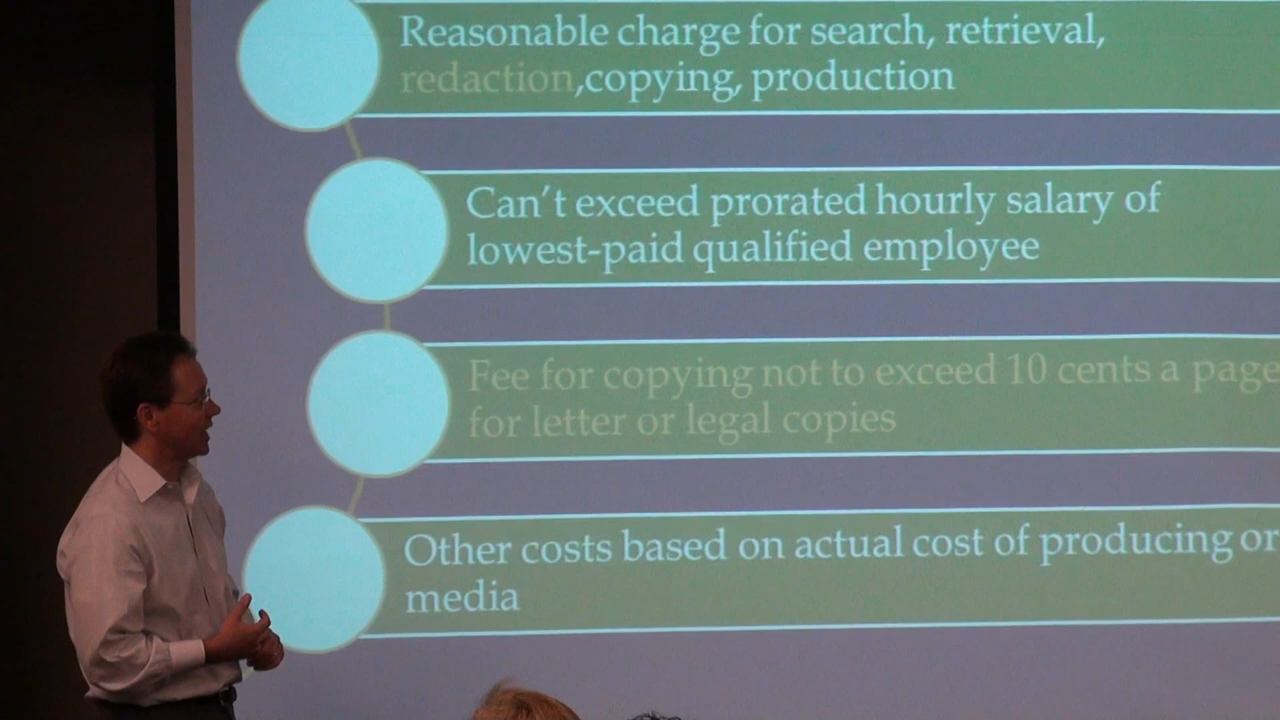 Reasonable charge for search, retrieval,
redaction,copying, production
Can't exceed prorated hourly salary of
lowest-paid qualified employee
Fee for copying not to exceed 10 cents a page
for letter or legal copies
Other costs based on actual cost of producing or
media